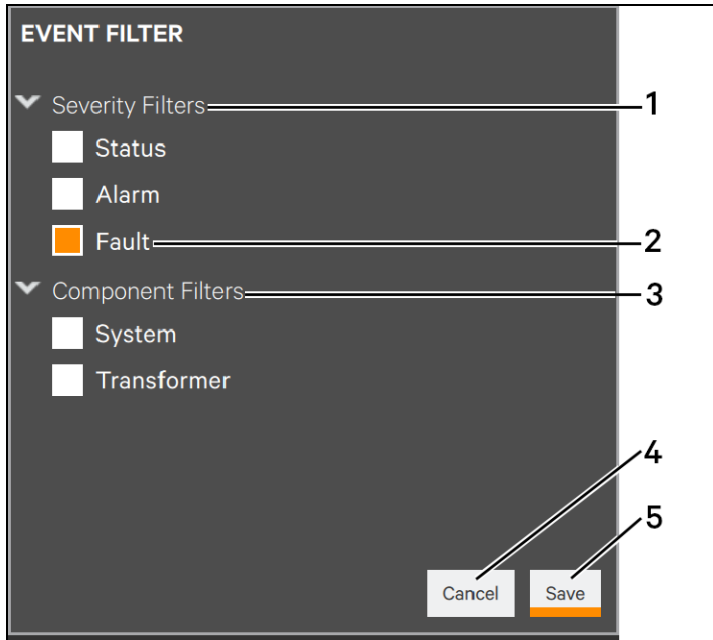 EVENT FILTER
Severity Filters 1
Status
Alarm
Fault 2
Component Filters 3
System
Transformer
4
5
Cancel Save